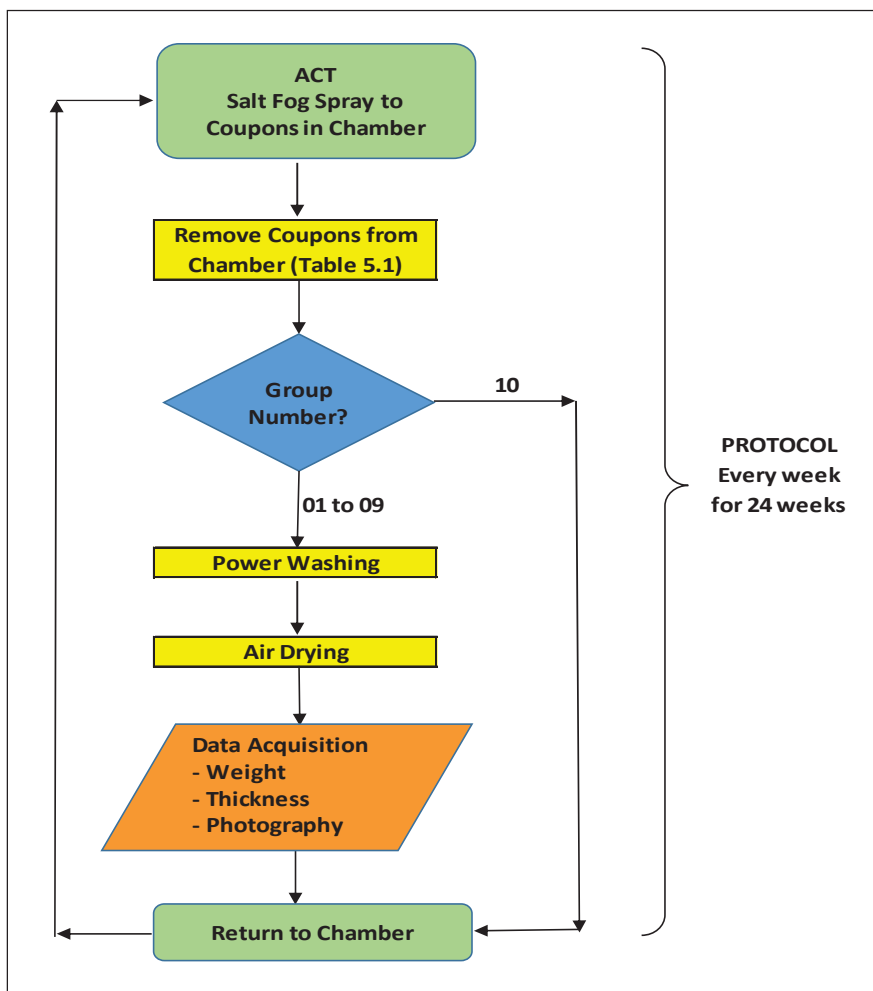 ACT
Salt Fog Spray to
Coupons in Chamber
Remove Coupons from
Chamber (Table 5.1)
Group
Number?
10
01 to 09
Power Washing
Air Drying
Data Acquisition
- Weight
- Thickness
- Photography
Return to Chamber
PROTOCOL
Every week
for 24 weeks